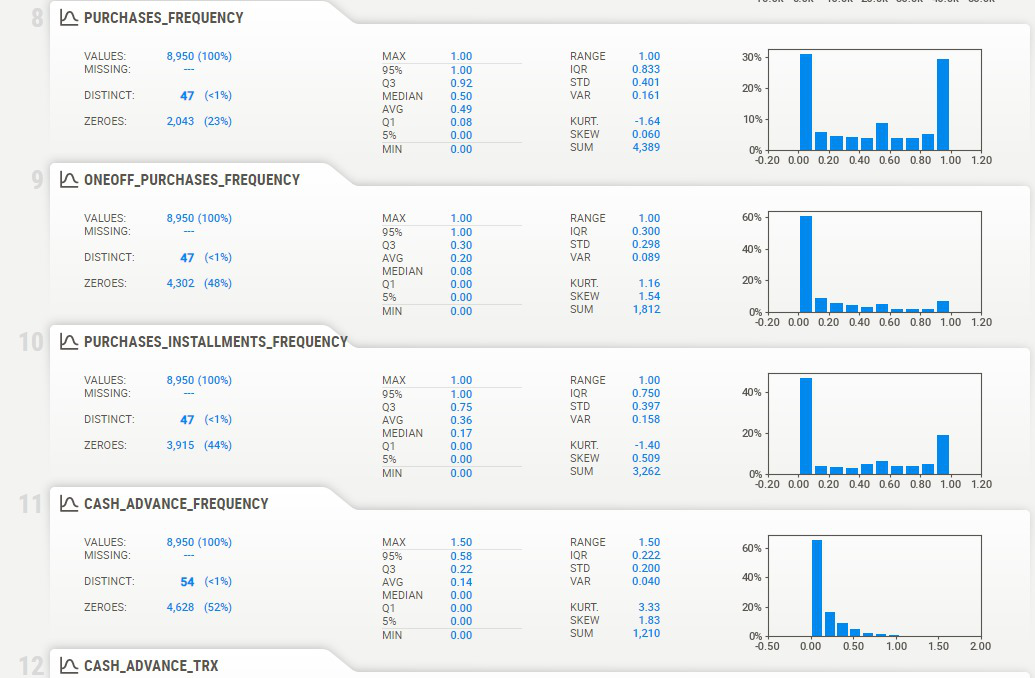 8 PURCHASES_FREQUENCY
VALUES: 8,950 (100%)
MISSING: ---
DISTINCT: 47 (<1%)
ZEROES: 2,043 (23%)
MAX 1.00
95% 1.00
Q3 0.92
MEDIAN 0.50
AVG 0.49
Q1 0.08
5% 0.00
MIN 0.00
RANGE 1.00
IQR 0.833
STD 0.401
VAR 0.161
KURT. -1.64
SKEW 0.060
SUM 4,389
30%
20%
10%
0%
-0.20 0.00 0.20 0.40 0.60 0.80 1.00 1.20
9 ONEOFF_PURCHASES_FREQUENCY
VALUES: 8,950 (100%)
MISSING: ---
DISTINCT: 47 (<1%)
ZEROES: 4,302 (48%)
MAX 1.00
95% 1.00
Q3 0.30
AVG 0.20
MEDIAN 0.08
Q1 0.00
5% 0.00
MIN 0.00
RANGE 1.00
IQR 0.300
STD 0.298
VAR 0.089
KURT. 1.16
SKEW 1.54
SUM 1,812
60%
40%
20%
0%
-0.20 0.00 0.20 0.40 0.60 0.80 1.00 1.20
10 PURCHASES_INSTALLMENTS_FREQUENCY
VALUES: 8,950 (100%)
MISSING: ---
DISTINCT: 47 (<1%)
ZEROES: 3,915 (44%)
MAX 1.00
95% 1.00
Q3 0.75
AVG 0.36
MEDIAN 0.17
Q1 0.00
5% 0.00
MIN 0.00
RANGE 1.00
IQR 0.750
STD 0.397
VAR 0.158
KURT. -1.40
SKEW 0.509
SUM 3,262
40%
20%
0%
-0.20 0.00 0.20 0.40 0.60 0.80 1.00 1.20
11 CASH_ADVANCE_FREQUENCY
VALUES: 8,950 (100%)
MISSING: ---
DISTINCT: 54 (<1%)
ZEROES: 4,628 (52%)
MAX 1.50
95% 0.58
Q3 0.22
AVG 0.14
MEDIAN 0.00
Q1 0.00
5% 0.00
MIN 0.00
RANGE 1.50
IQR 0.222
STD 0.200
VAR 0.040
KURT. 3.33
SKEW 1.83
SUM 1,210
60%
40%
20%
0%
-0.50 0.00 0.50 1.00 1.50 2.00
12 CASH_ADVANCE_TRX